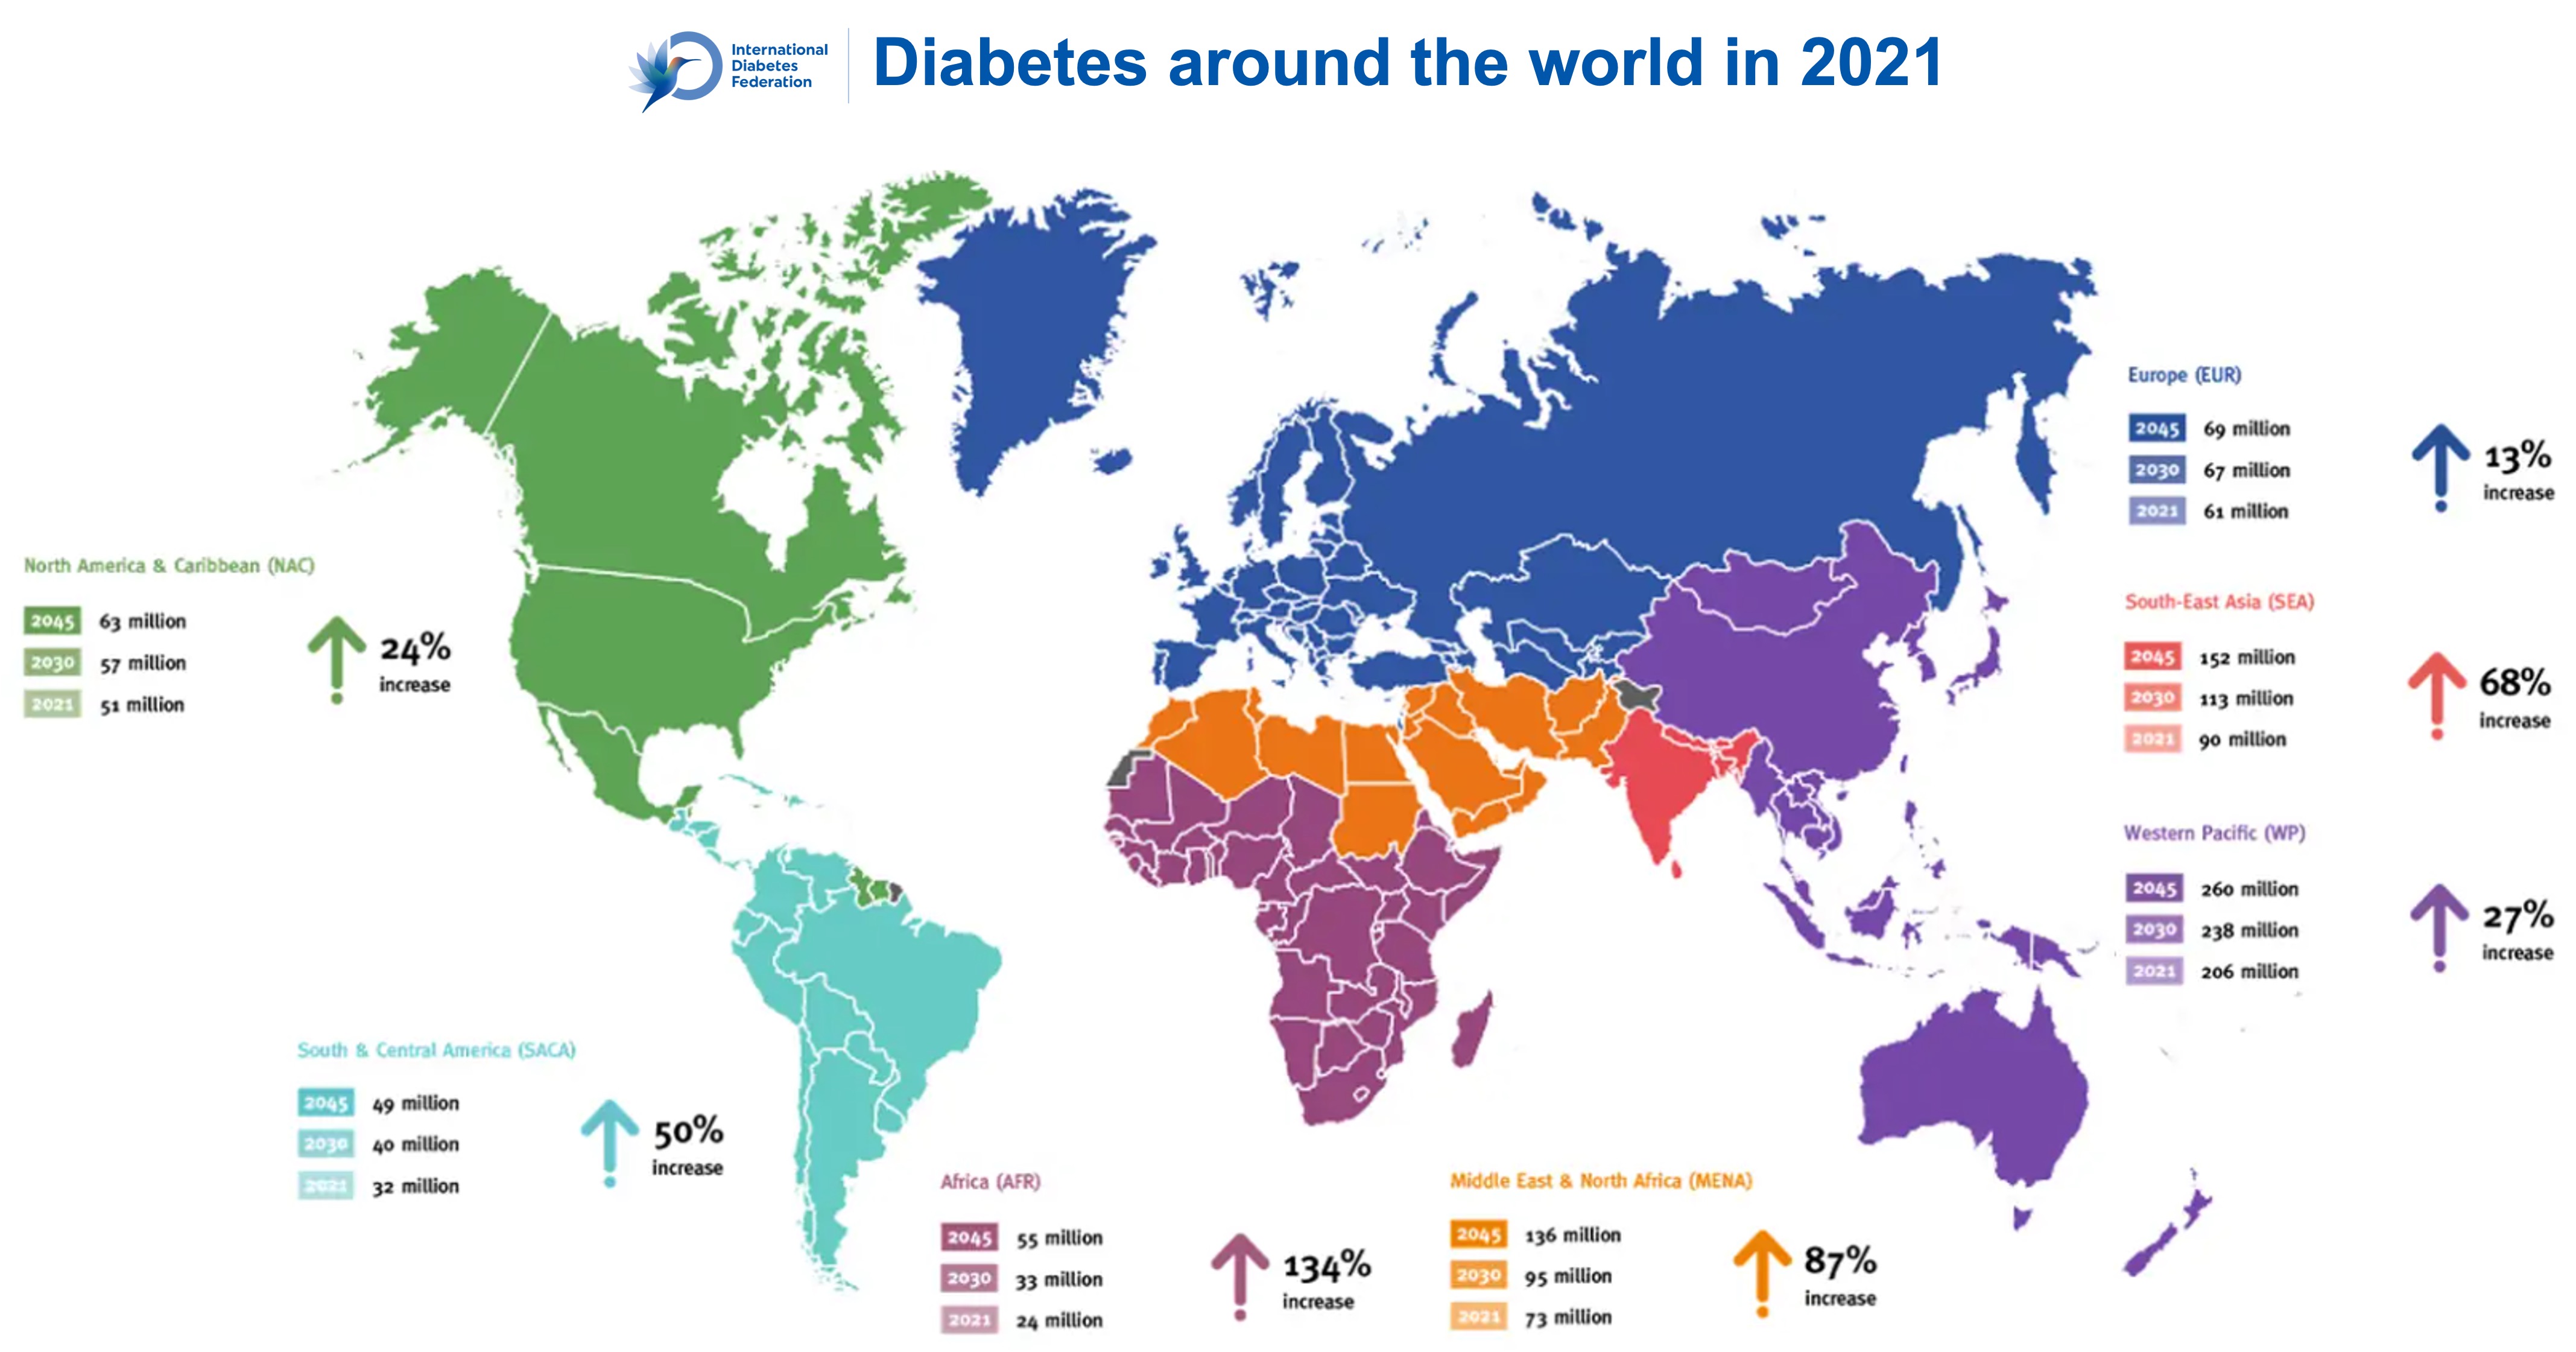 International
Diabetes
Federation
Diabetes around the world in 2021
North America & Caribbean (NAC)
2045 63 million
2030 57 million
2021 51 million
24%
increase
South & Central America (SACA)
2045 49 million
2030 40 million
2021 32 million
50%
increase
Africa (AFR)
2045 55 million
2030 33 million
2021 24 million
134%
increase
Middle East & North Africa (MENA)
2045 136 million
2030 95 million
2021 73 million
87%
increase
Europe (EUR)
2045 69 million
2030 67 million
2021 61 million
13%
increase
South-East Asia (SEA)
2045 152 million
2030 113 million
2021 90 million
68%
increase
Western Pacific (WP)
2045 260 million
2030 238 million
2021 206 million
27%
increase